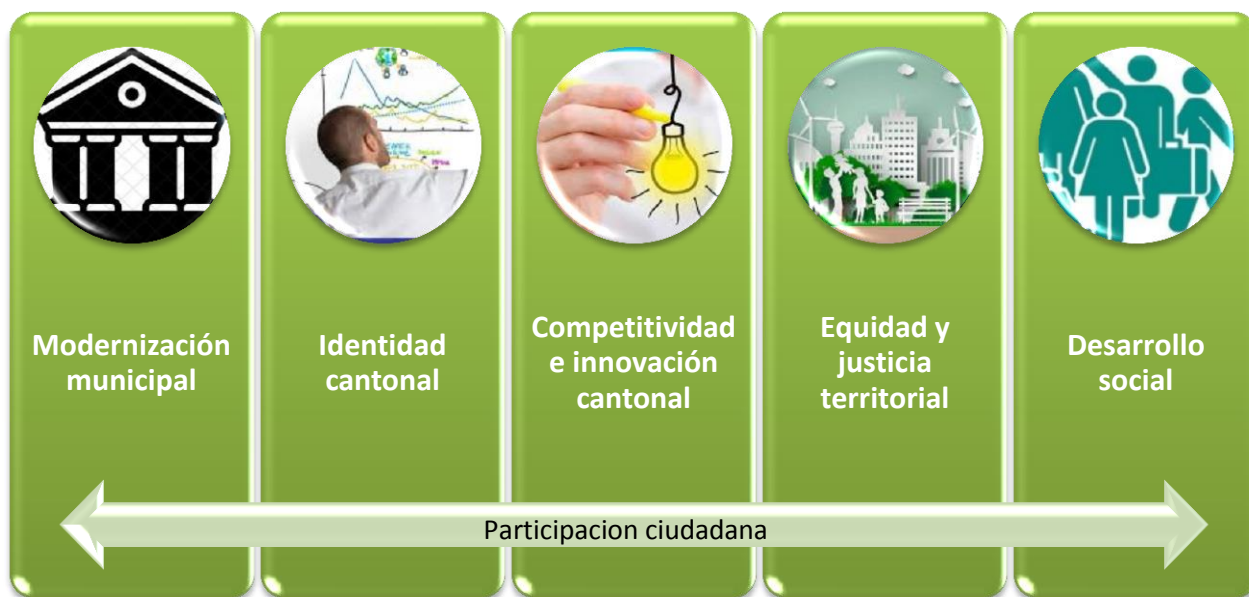 Modernización
municipal
Identidad
cantonal
Competitividad
e innovación
cantonal
Equidad y
justicia
territorial
Desarrollo
social
Participacion ciudadana